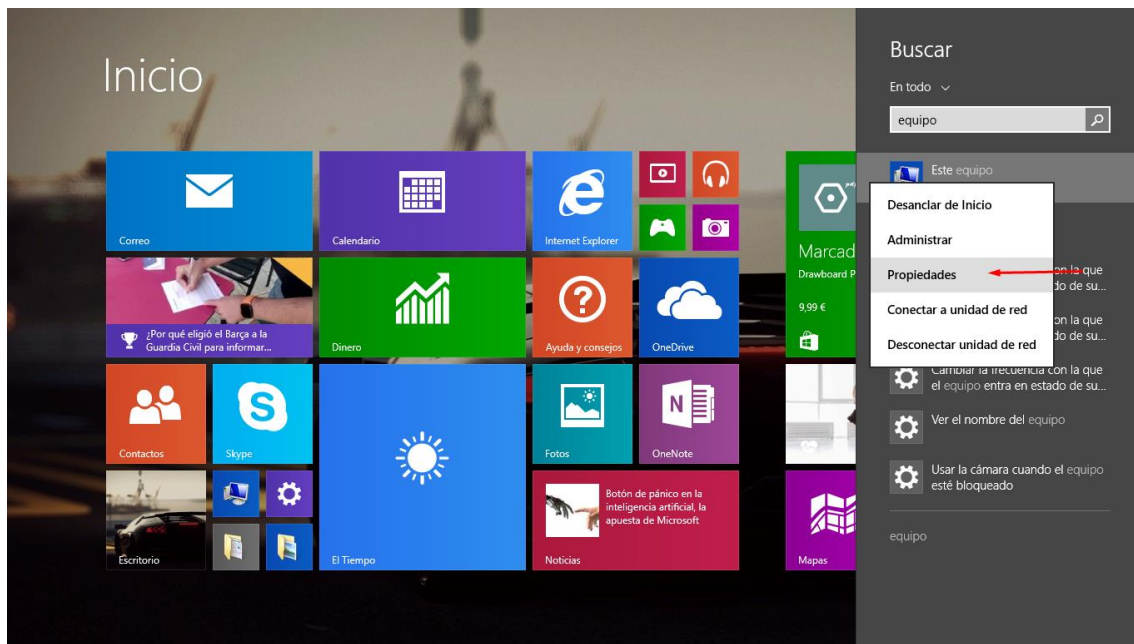 Inicio
Correo
Calendario
Internet Explorer
Marcad
Drawboard P
9,99 €
¿Por qué eligió el Barça a la
Guardia Civil para informar...
Dinero
Ayuda y consejos
OneDrive
Contactos
Skype
Fotos
OneNote
Escritorio
El Tiempo
Botón de pánico en la
inteligencia artificial, la
apuesta de Microsoft
Noticias
Mapas
Buscar
En todo
equipo
Este equipo
Desanclar de Inicio
Administrar
Propiedades
Conectar a unidad de red
Desconectar unidad de red
on la que
do de su...
on la que
do de su...
Cambiar la frecuencia con la que
el equipo entra en estado de su...
Ver el nombre del equipo
Usar la cámara cuando el equipo
esté bloqueado
equipo